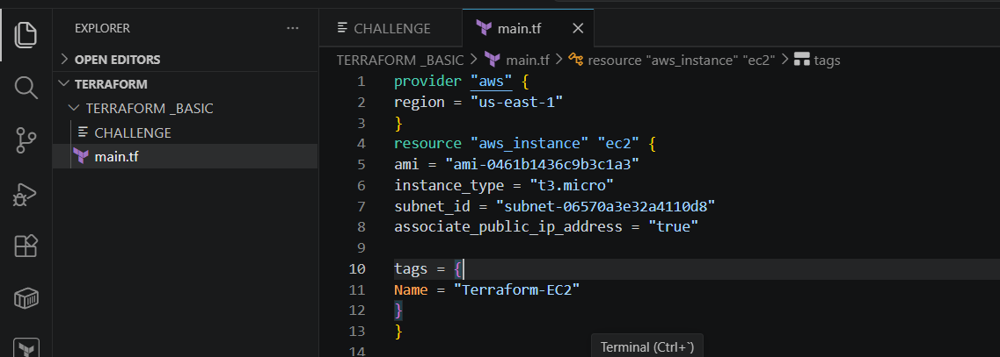 EXPLORER
...
CHALLENGE
main.tf
OPEN EDITORS
TERRAFORM
TERRAFORM _BASIC
CHALLENGE
main.tf
TERRAFORM _BASIC > main.tf > resource "aws_instance" "ec2" > tags
1 provider "aws" {
2 region = "us-east-1"
3 }
4 resource "aws_instance" "ec2" {
5 ami = "ami-0461b1436c9b3c1a3"
6 instance_type = "t3.micro"
7 subnet_id = "subnet-06570a3e32a4110d8"
8 associate_public_ip_address = "true"
9
10 tags = {
11 Name = "Terraform-EC2"
12 }
13 }
14
Terminal (Ctrl+`)